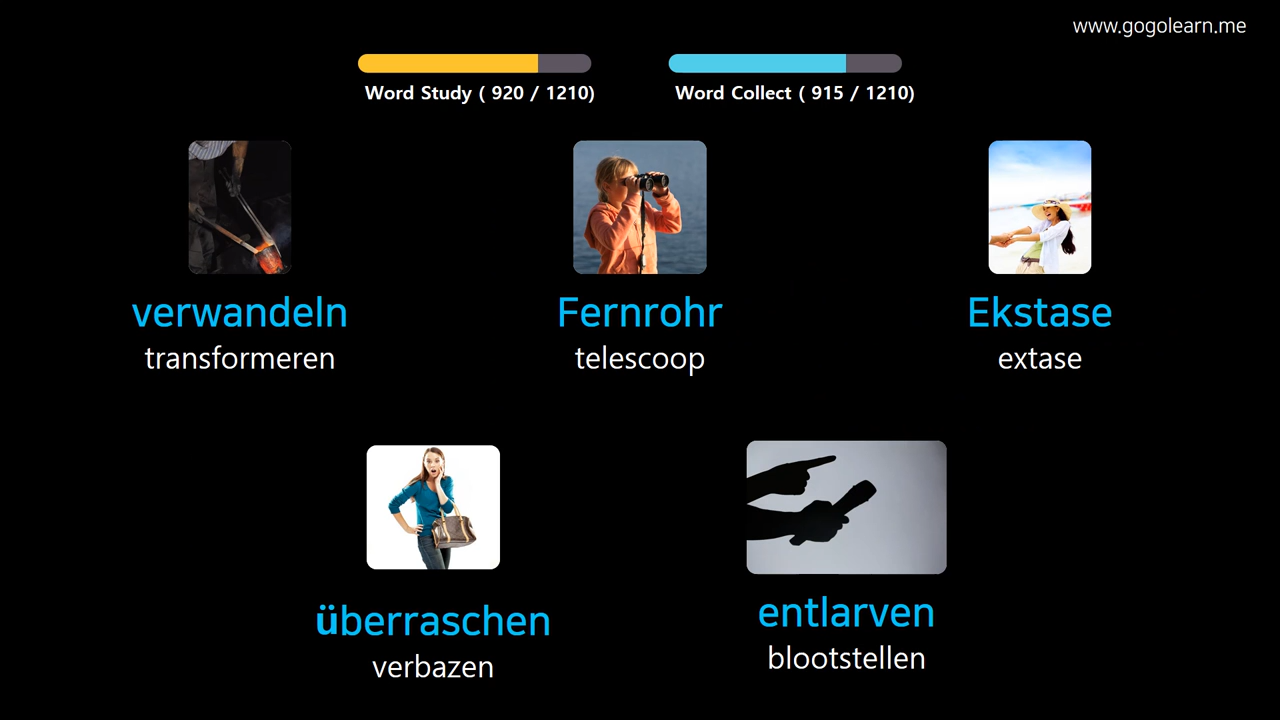 www.gogolearn.me
Word Study ( 920 / 1210)
Word Collect ( 915 / 1210)
verwandeln
transformeren
Fernrohr
telescoop
Ekstase
extase
überraschen
verbazen
entlarven
blootstellen